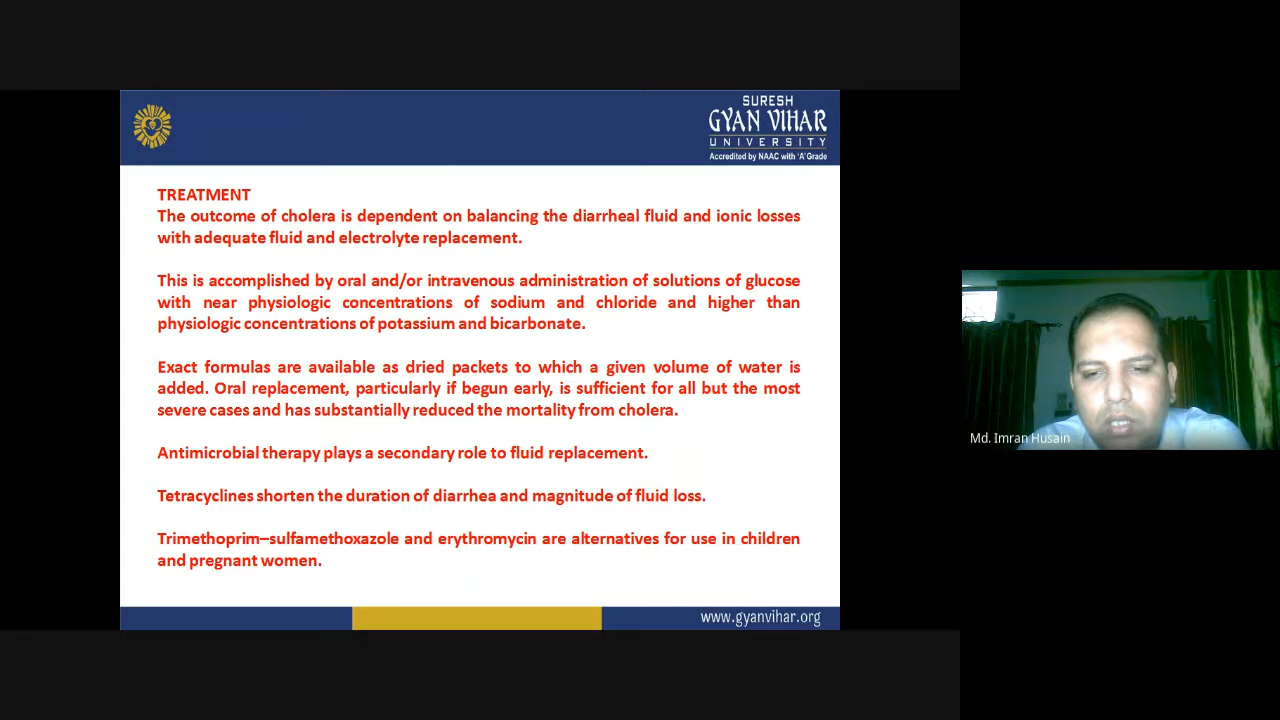 SURESH
GYAN VIHAR
UNIVERSITY
Accredited by NAAC with 'A' Grade
TREATMENT
The outcome of cholera is dependent on balancing the diarrheal fluid and ionic losses
with adequate fluid and electrolyte replacement.
This is accomplished by oral and/or intravenous administration of solutions of glucose
with near physiologic concentrations of sodium and chloride and higher than
physiologic concentrations of potassium and bicarbonate.
Exact formulas are available as dried packets to which a given volume of water is
added. Oral replacement, particularly if begun early, is sufficient for all but the most
severe cases and has substantially reduced the mortality from cholera.
Antimicrobial therapy plays a secondary role to fluid replacement.
Tetracyclines shorten the duration of diarrhea and magnitude of fluid loss.
Trimethoprim–sulfamethoxazole and erythromycin are alternatives for use in children
and pregnant women.
www.gyanvihar.org
Md. Imran Husain